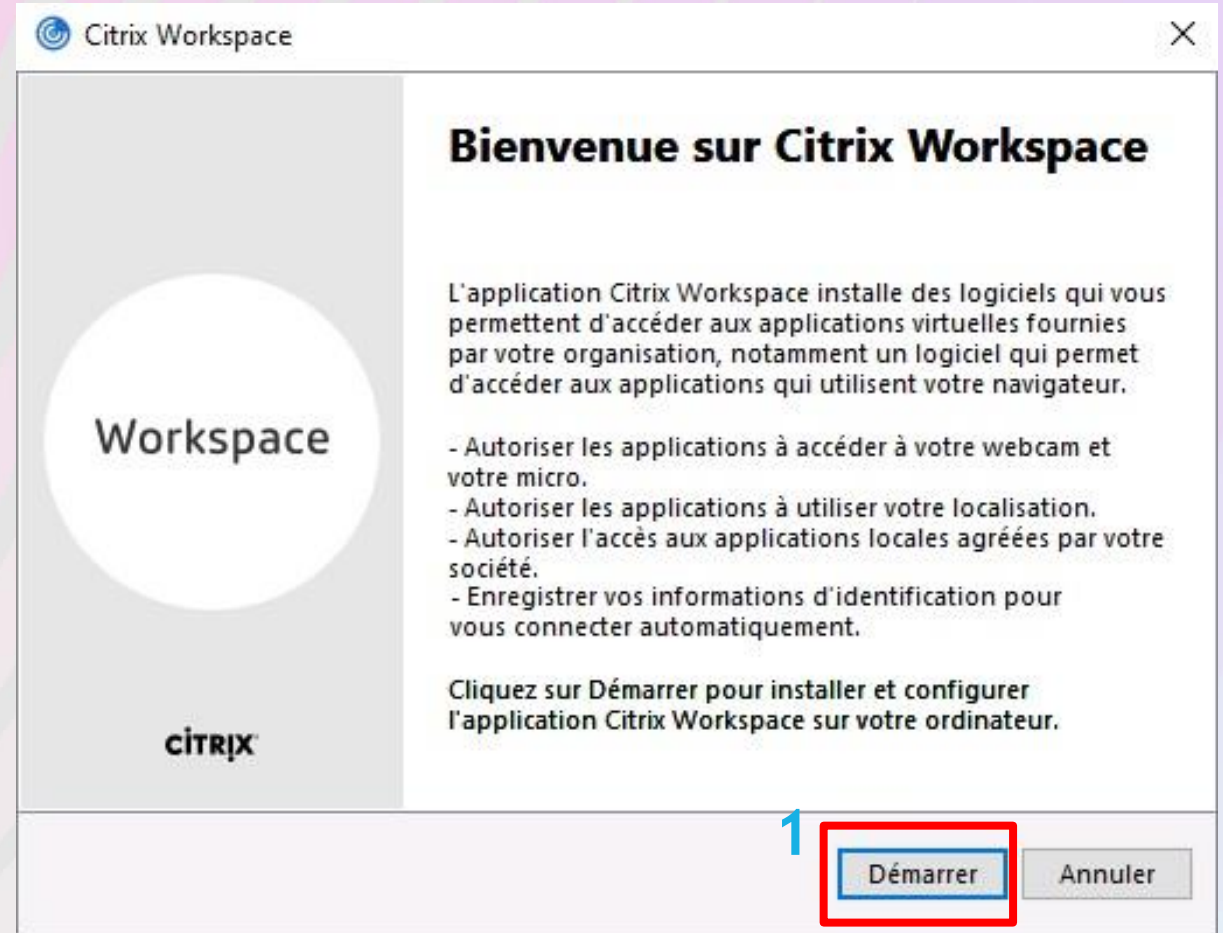 Citrix Workspace
Bienvenue sur Citrix Workspace
L'application Citrix Workspace installe des logiciels qui vous
permettent d'accéder aux applications virtuelles fournies
par votre organisation, notamment un logiciel qui permet
d'accéder aux applications qui utilisent votre navigateur.
- Autoriser les applications à accéder à votre webcam et
votre micro.
- Autoriser les applications à utiliser votre localisation.
- Autoriser l'accès aux applications locales agréées par votre
société.
- Enregistrer vos informations d'identification pour
vous connecter automatiquement.
Cliquez sur Démarrer pour installer et configurer
l'application Citrix Workspace sur votre ordinateur.
Workspace
CİTRIX
1
Démarrer
Annuler